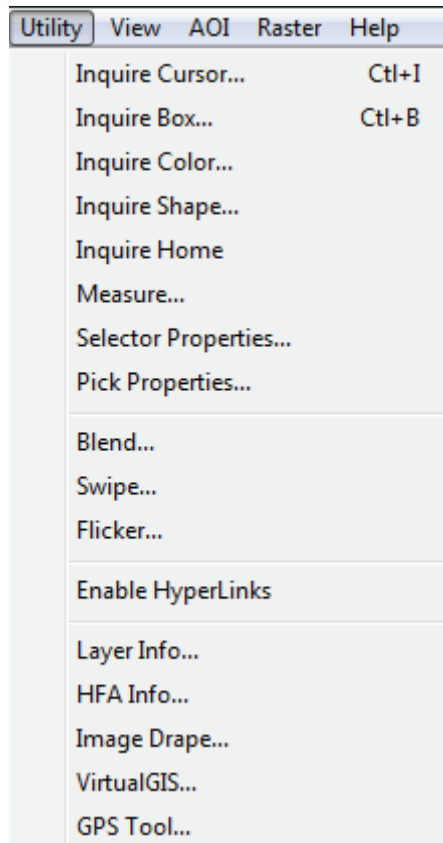 Utility View AOI Raster Help
Inquire Cursor... Ctl+I
Inquire Box... Ctl+B
Inquire Color...
Inquire Shape...
Inquire Home
Measure...
Selector Properties...
Pick Properties...
Blend...
Swipe...
Flicker...
Enable HyperLinks
Layer Info...
HFA Info...
Image Drape...
VirtualGIS...
GPS Tool...